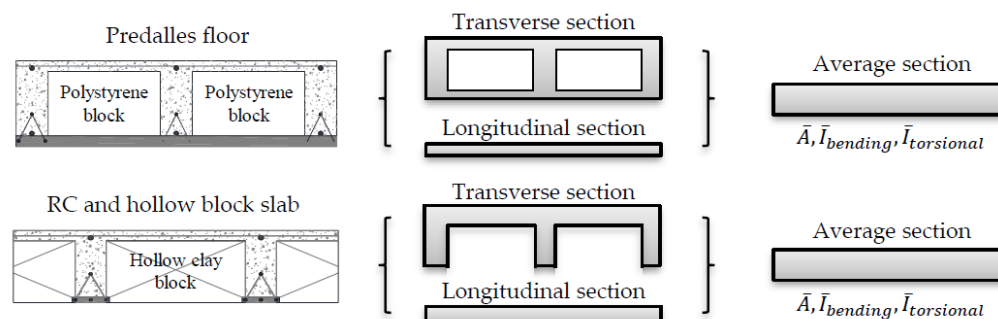 Predalles floor
Polystyrene
block
Polystyrene
block
Transverse section
Longitudinal section
Average section
Ā, Ī_bending, Ī_torsional
RC and hollow block slab
Hollow clay
block
Transverse section
Longitudinal section
Average section
Ā, Ī_bending, Ī_torsional